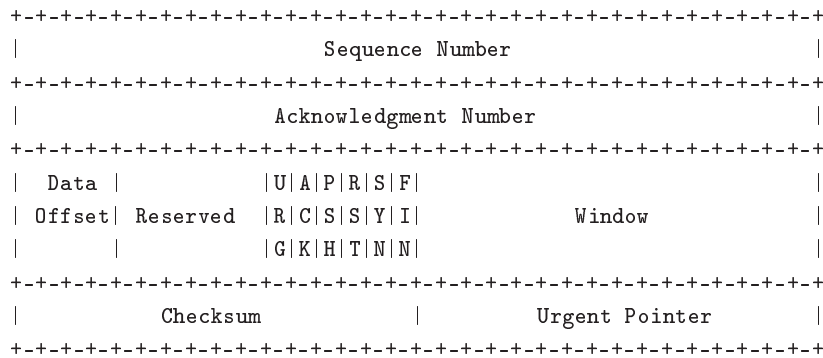 +-+-+-+-+-+-+-+-+-+-+-+-+-+-+-+-+-+-+-+-+-+-+-+-+-+-+-+-+-+-+-+-+
|                        Sequence Number                        |
+-+-+-+-+-+-+-+-+-+-+-+-+-+-+-+-+-+-+-+-+-+-+-+-+-+-+-+-+-+-+-+-+
|                    Acknowledgment Number                      |
+-+-+-+-+-+-+-+-+-+-+-+-+-+-+-+-+-+-+-+-+-+-+-+-+-+-+-+-+-+-+-+-+
|  Data |           |U|A|P|R|S|F|                               |
| Offset| Reserved  |R|C|S|S|Y|I|            Window             |
|       |           |G|K|H|T|N|N|                               |
+-+-+-+-+-+-+-+-+-+-+-+-+-+-+-+-+-+-+-+-+-+-+-+-+-+-+-+-+-+-+-+-+
|           Checksum            |         Urgent Pointer        |
+-+-+-+-+-+-+-+-+-+-+-+-+-+-+-+-+-+-+-+-+-+-+-+-+-+-+-+-+-+-+-+-+